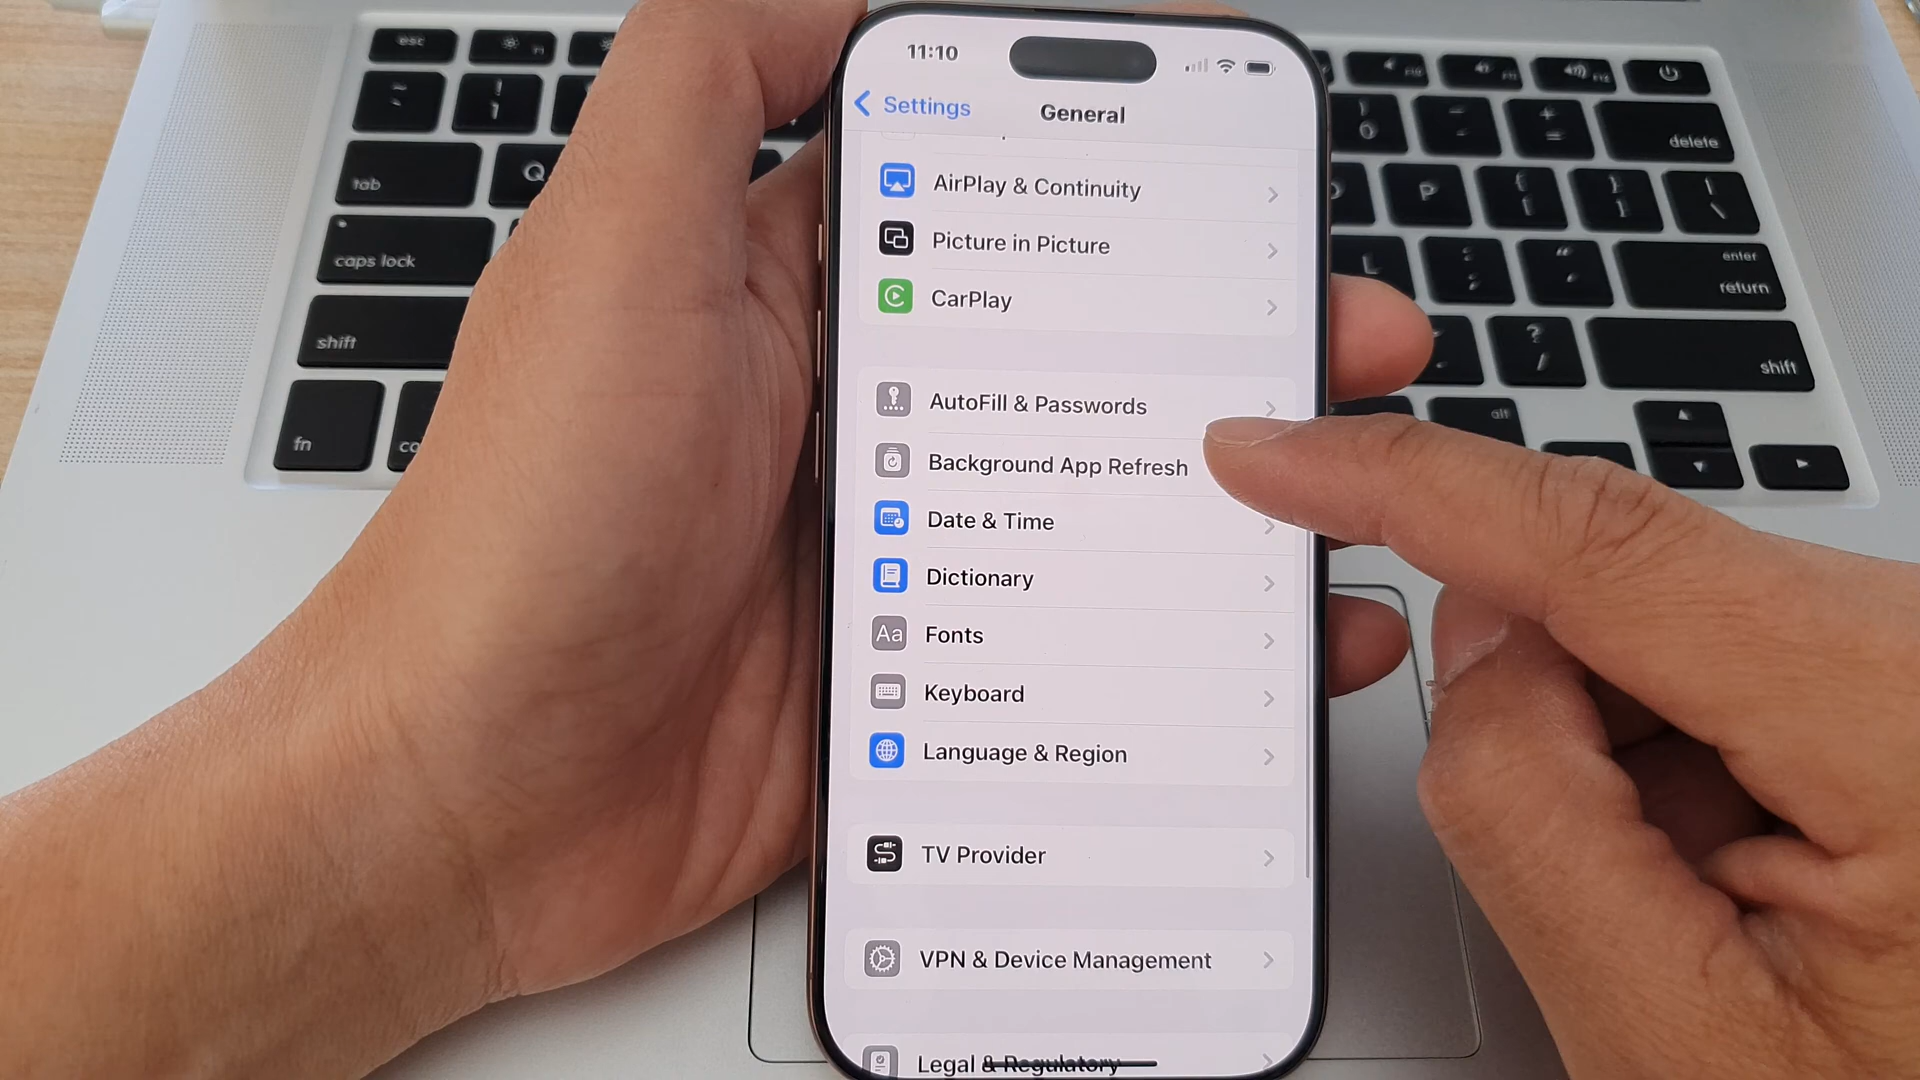 11:10
Settings
General
AirPlay & Continuity
Picture in Picture
CarPlay
AutoFill & Passwords
Background App Refresh
Date & Time
Dictionary
Aa Fonts
Keyboard
Language & Region
TV Provider
VPN & Device Management
Legal & Regulatory
esc
tab
Q
caps lock
shift
fn
delete
P
L
enter
return
shift
alt